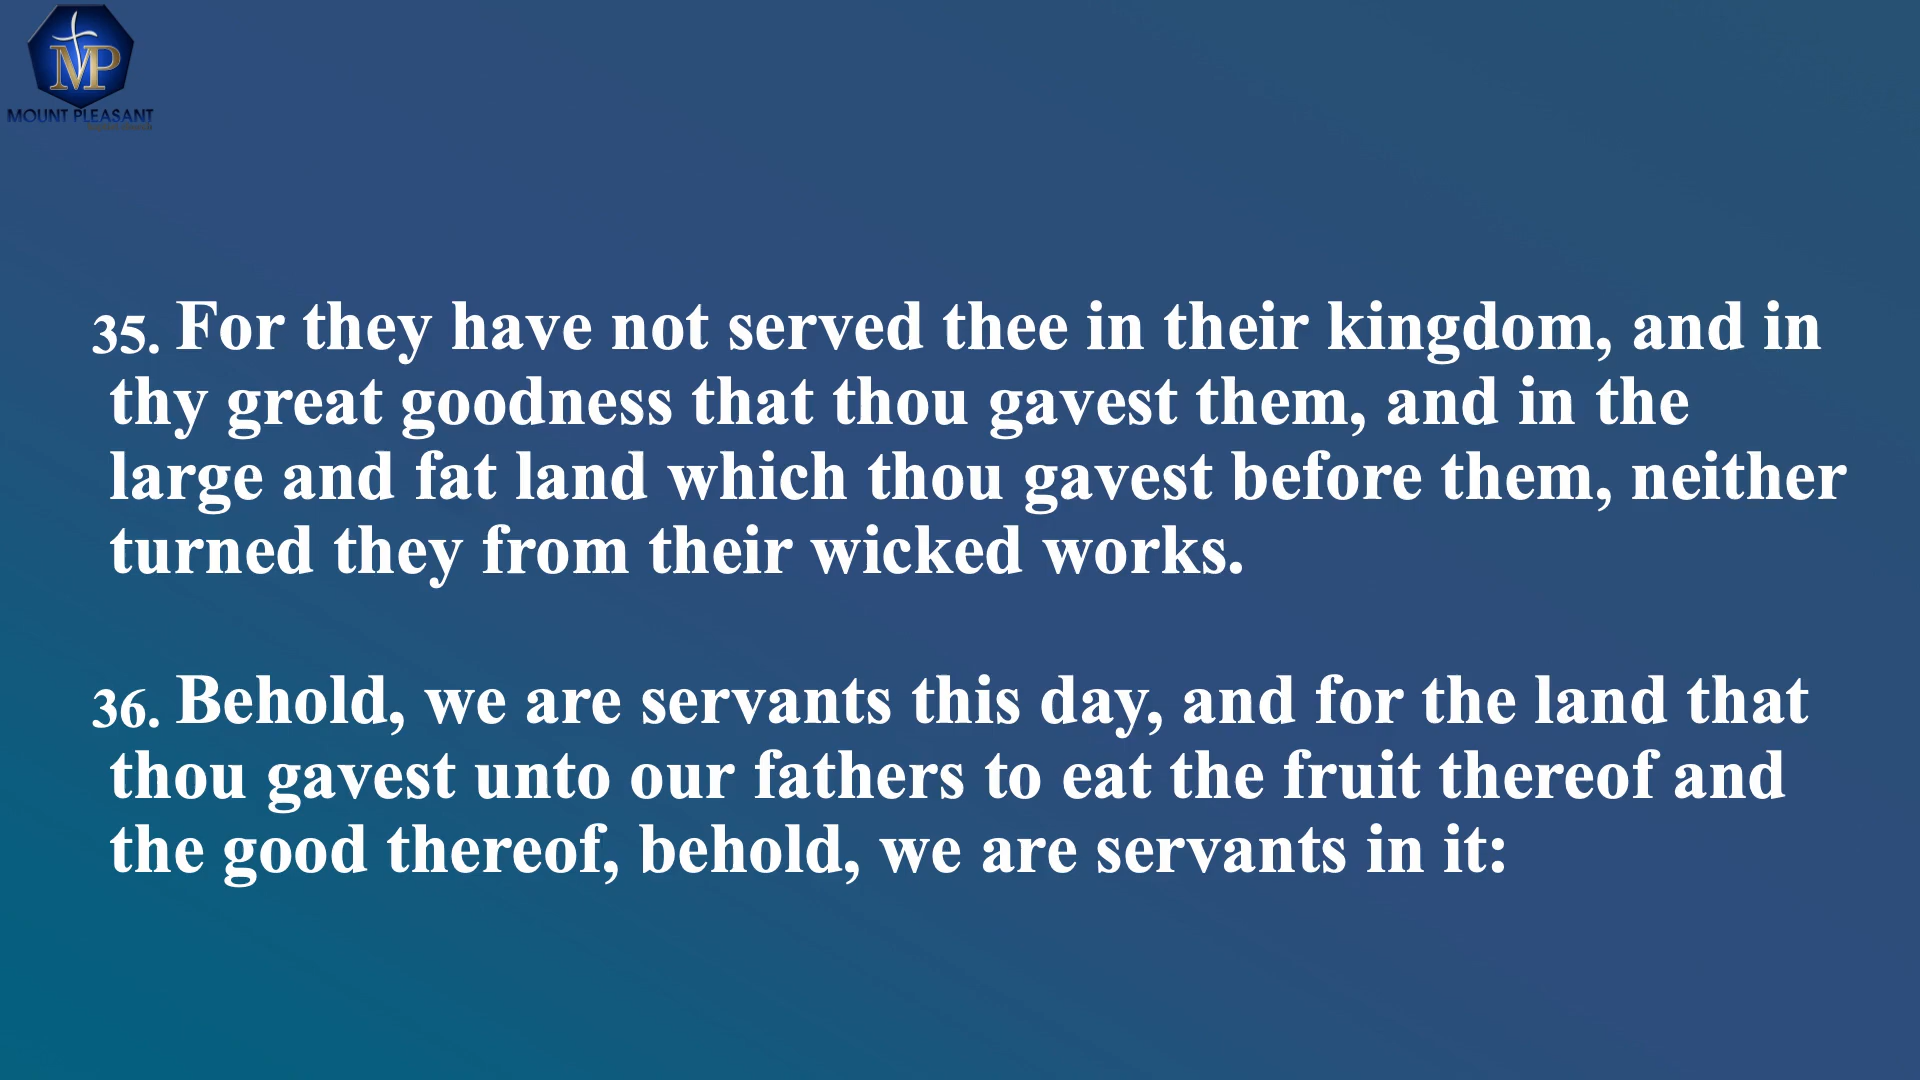 MP
MOUNT PLEASANT
35. For they have not served thee in their kingdom, and in
thy great goodness that thou gavest them, and in the
large and fat land which thou gavest before them, neither
turned they from their wicked works.
36. Behold, we are servants this day, and for the land that
thou gavest unto our fathers to eat the fruit thereof and
the good thereof, behold, we are servants in it: